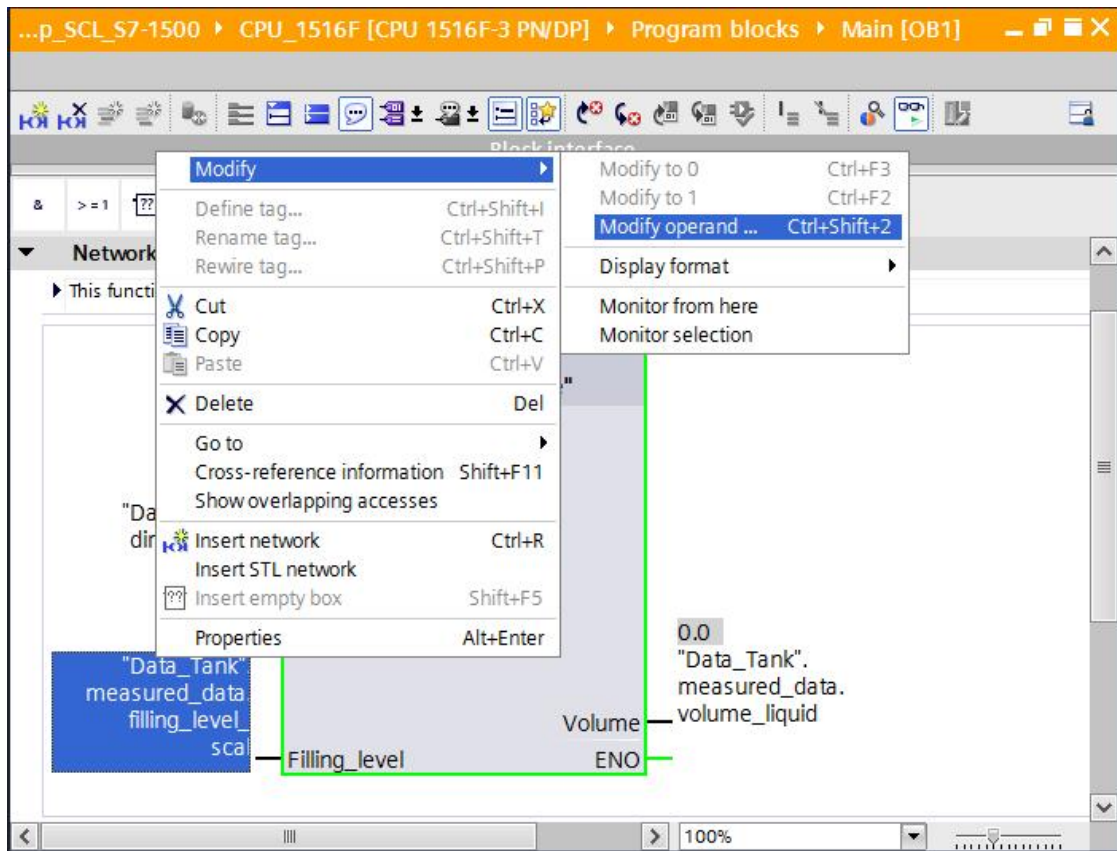 ...p_SCL_S7-1500 ▸ CPU_1516F [CPU 1516F-3 PN/DP] ▸ Program blocks ▸ Main [OB1]
Modify
Define tag... Ctrl+Shift+I
Rename tag... Ctrl+Shift+T
Rewire tag... Ctrl+Shift+P
Cut Ctrl+X
Copy Ctrl+C
Paste Ctrl+V
Delete Del
Go to
Cross-reference information Shift+F11
Show overlapping accesses
Insert network Ctrl+R
Insert STL network
Insert empty box Shift+F5
Properties Alt+Enter
Modify to 0 Ctrl+F3
Modify to 1 Ctrl+F2
Modify operand ... Ctrl+Shift+2
Display format
Monitor from here
Monitor selection
& >=1 ??
Network
This functi
"Da
dir
"Data_Tank".
measured_data.
filling_level_
scal
Filling_level
Volume
ENO
0.0
"Data_Tank".
measured_data.
volume_liquid
100%